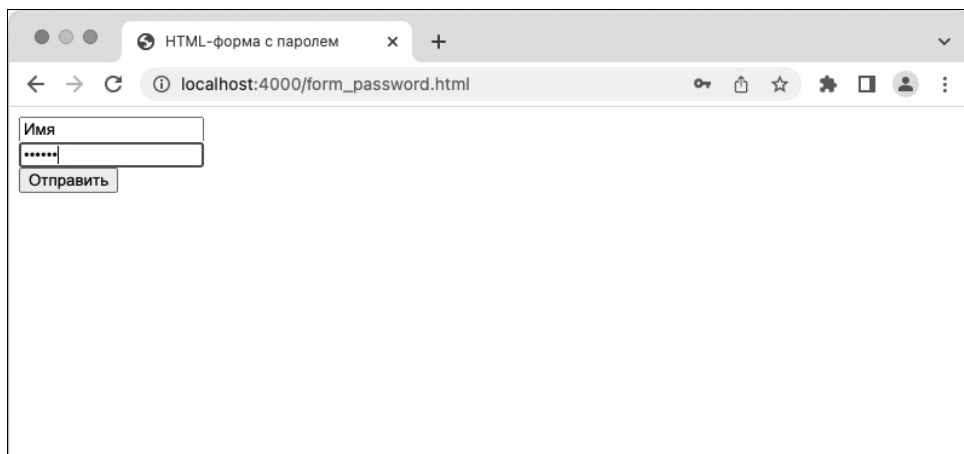 HTML-форма с паролем
localhost:4000/form_password.html
Имя
••••••
Отправить